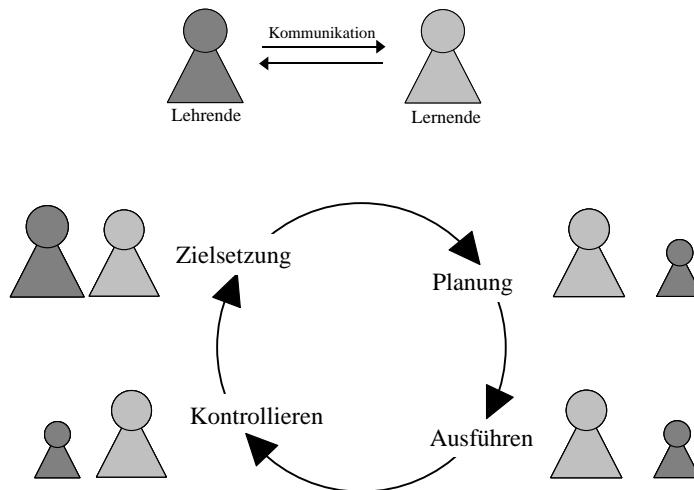 Kommunikation
Lehrende
Lernende
Zielsetzung
Planung
Kontrollieren
Ausführen